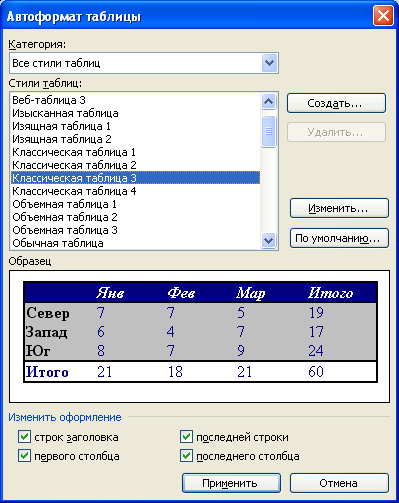 Автоформат таблицы
Категория:
Все стили таблиц
Стили таблиц:
Веб-таблица 3
Изысканная таблица
Изящная таблица 1
Изящная таблица 2
Классическая таблица 1
Классическая таблица 2
Классическая таблица 3
Классическая таблица 4
Объемная таблица 1
Объемная таблица 2
Объемная таблица 3
Обычная таблица
Создать...
Удалить...
Изменить...
По умолчанию...
Образец
Янв Фев Мар Итого
Север 7 7 5 19
Запад 6 4 7 17
Юг 8 7 9 24
Итого 21 18 21 60
Изменить оформление
строк заголовка последней строки
первого столбца последнего столбца
Применить Отмена